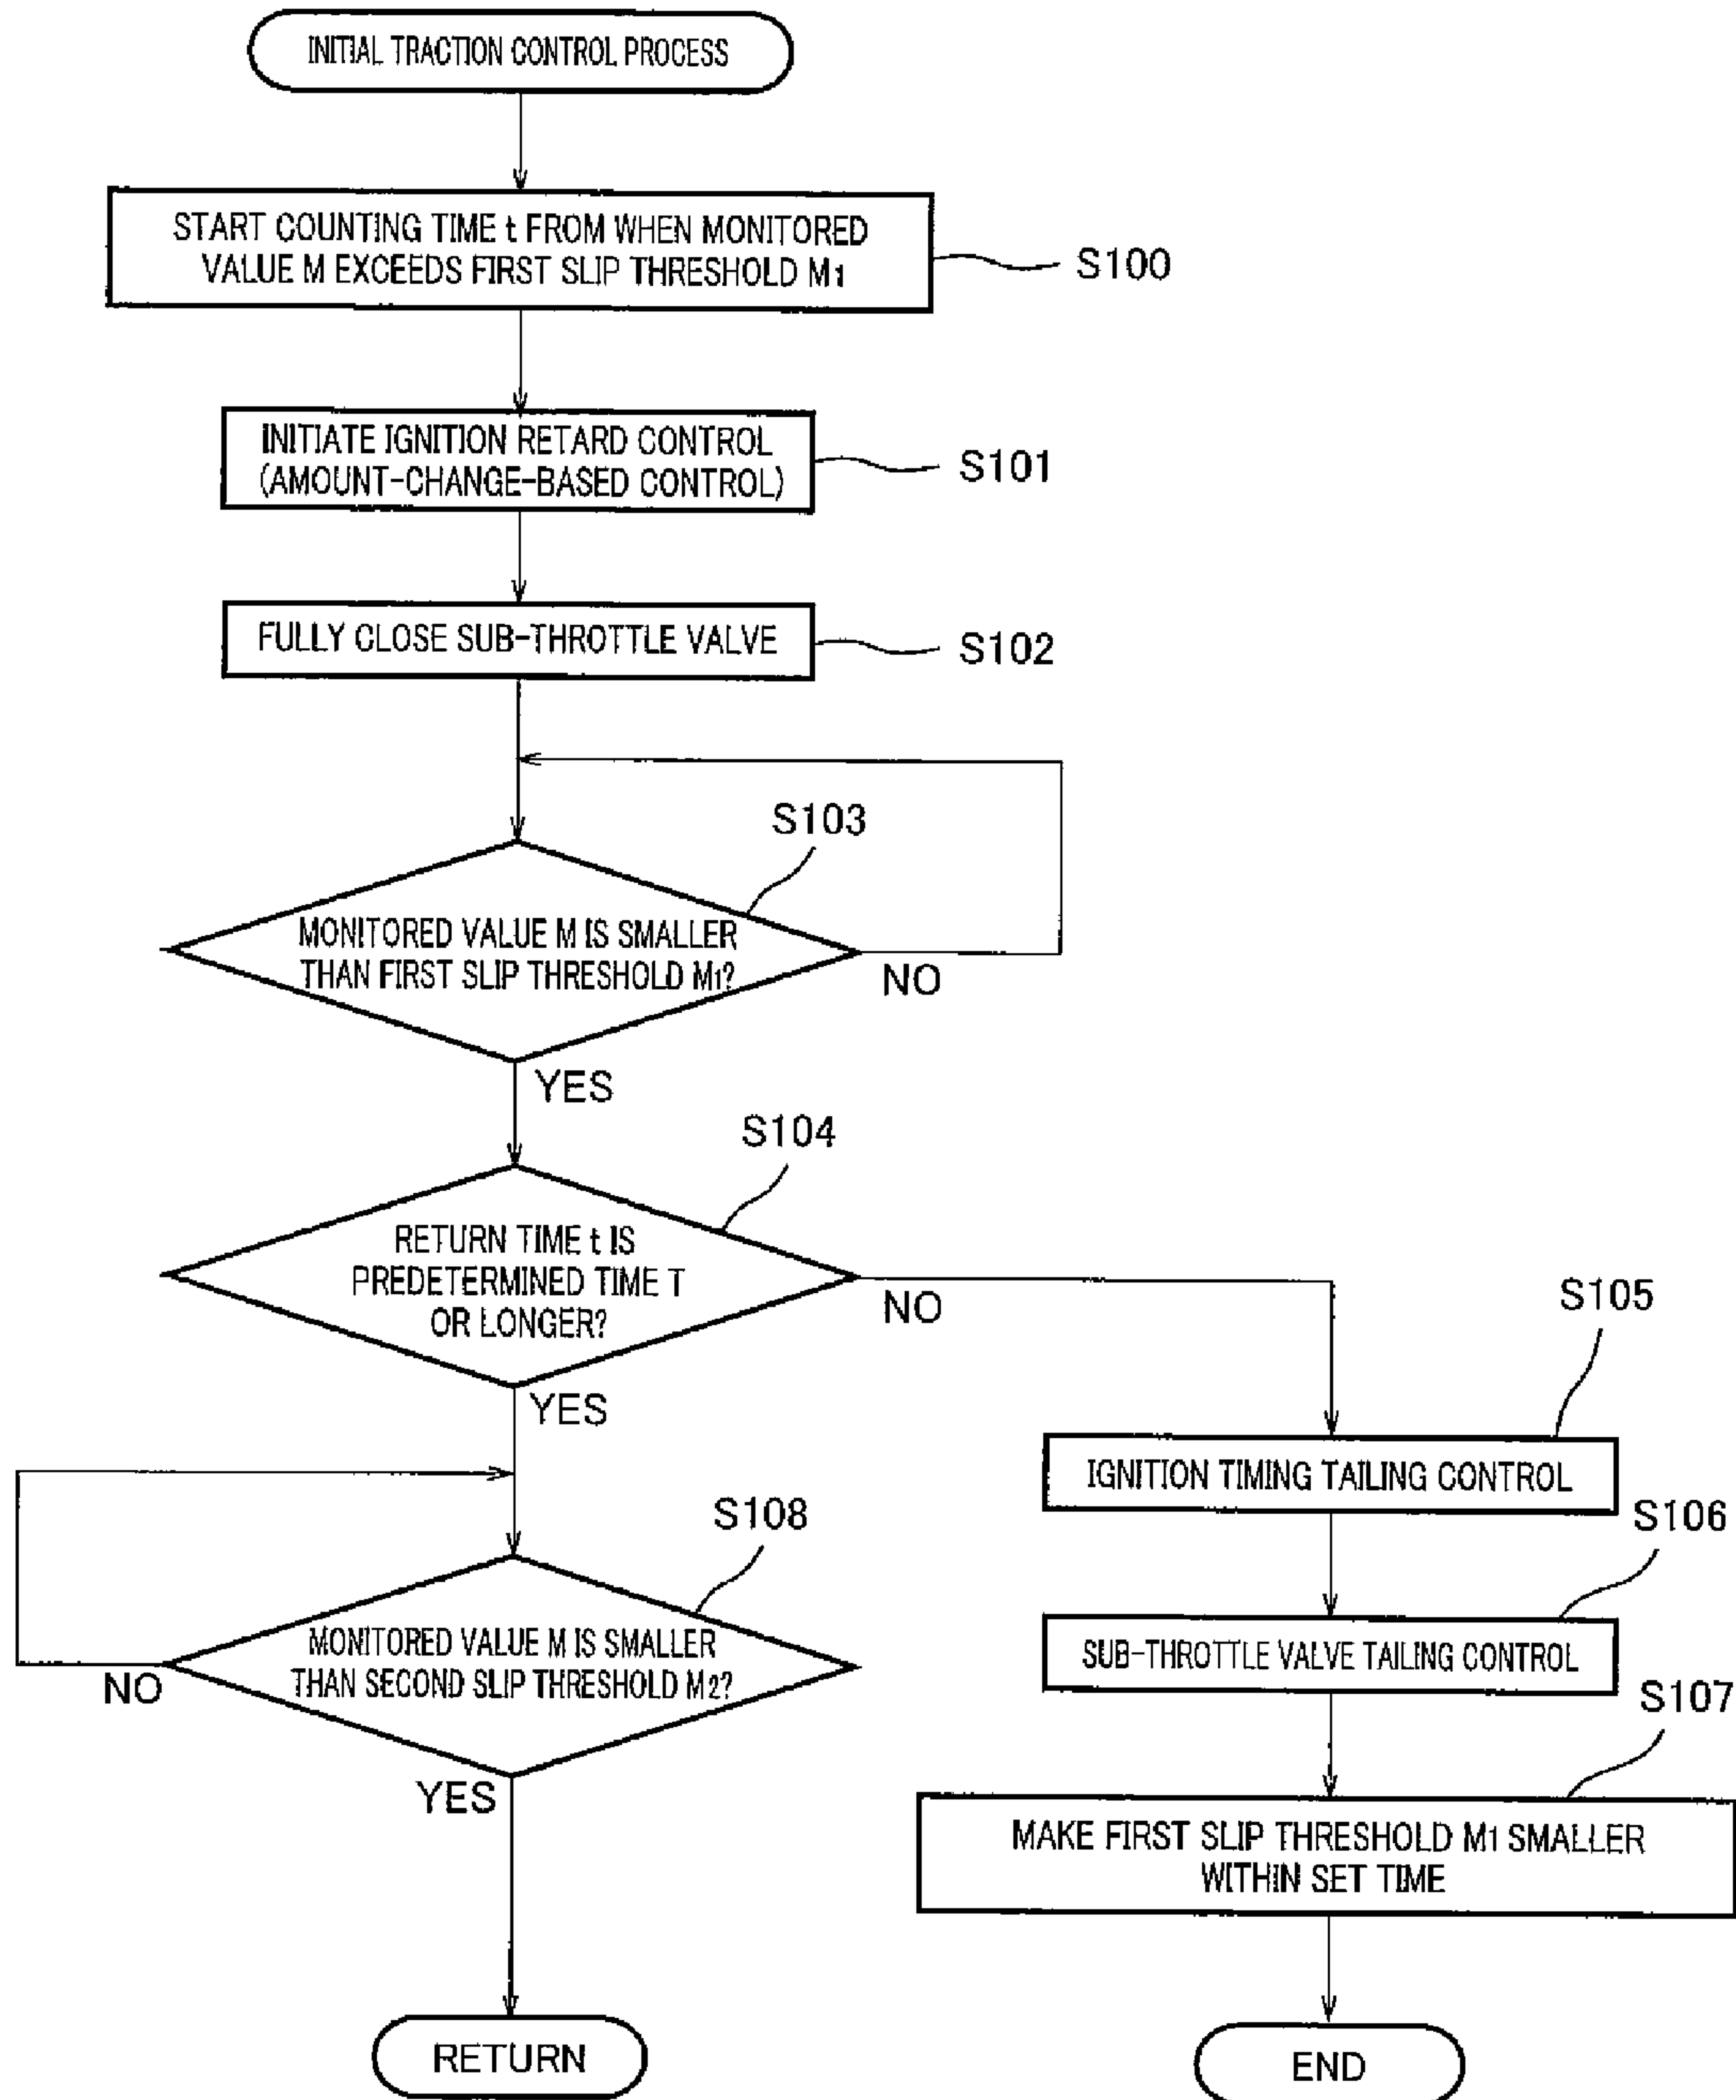 INITIAL TRACTION CONTROL PROCESS
START COUNTING TIME t FROM WHEN MONITORED
VALUE M EXCEEDS FIRST SLIP THRESHOLD M1
S100
INITIATE IGNITION RETARD CONTROL
(AMOUNT-CHANGE-BASED CONTROL)
S101
FULLY CLOSE SUB-THROTTLE VALVE
S102
S103
MONITORED VALUE M IS SMALLER
THAN FIRST SLIP THRESHOLD M1?
NO
YES
S104
RETURN TIME t IS
PREDETERMINED TIME T
OR LONGER?
NO
YES
S105
IGNITION TIMING TAILING CONTROL
S106
SUB-THROTTLE VALVE TAILING CONTROL
S107
MAKE FIRST SLIP THRESHOLD M1 SMALLER
WITHIN SET TIME
END
S108
MONITORED VALUE M IS SMALLER
THAN SECOND SLIP THRESHOLD M2?
NO
YES
RETURN